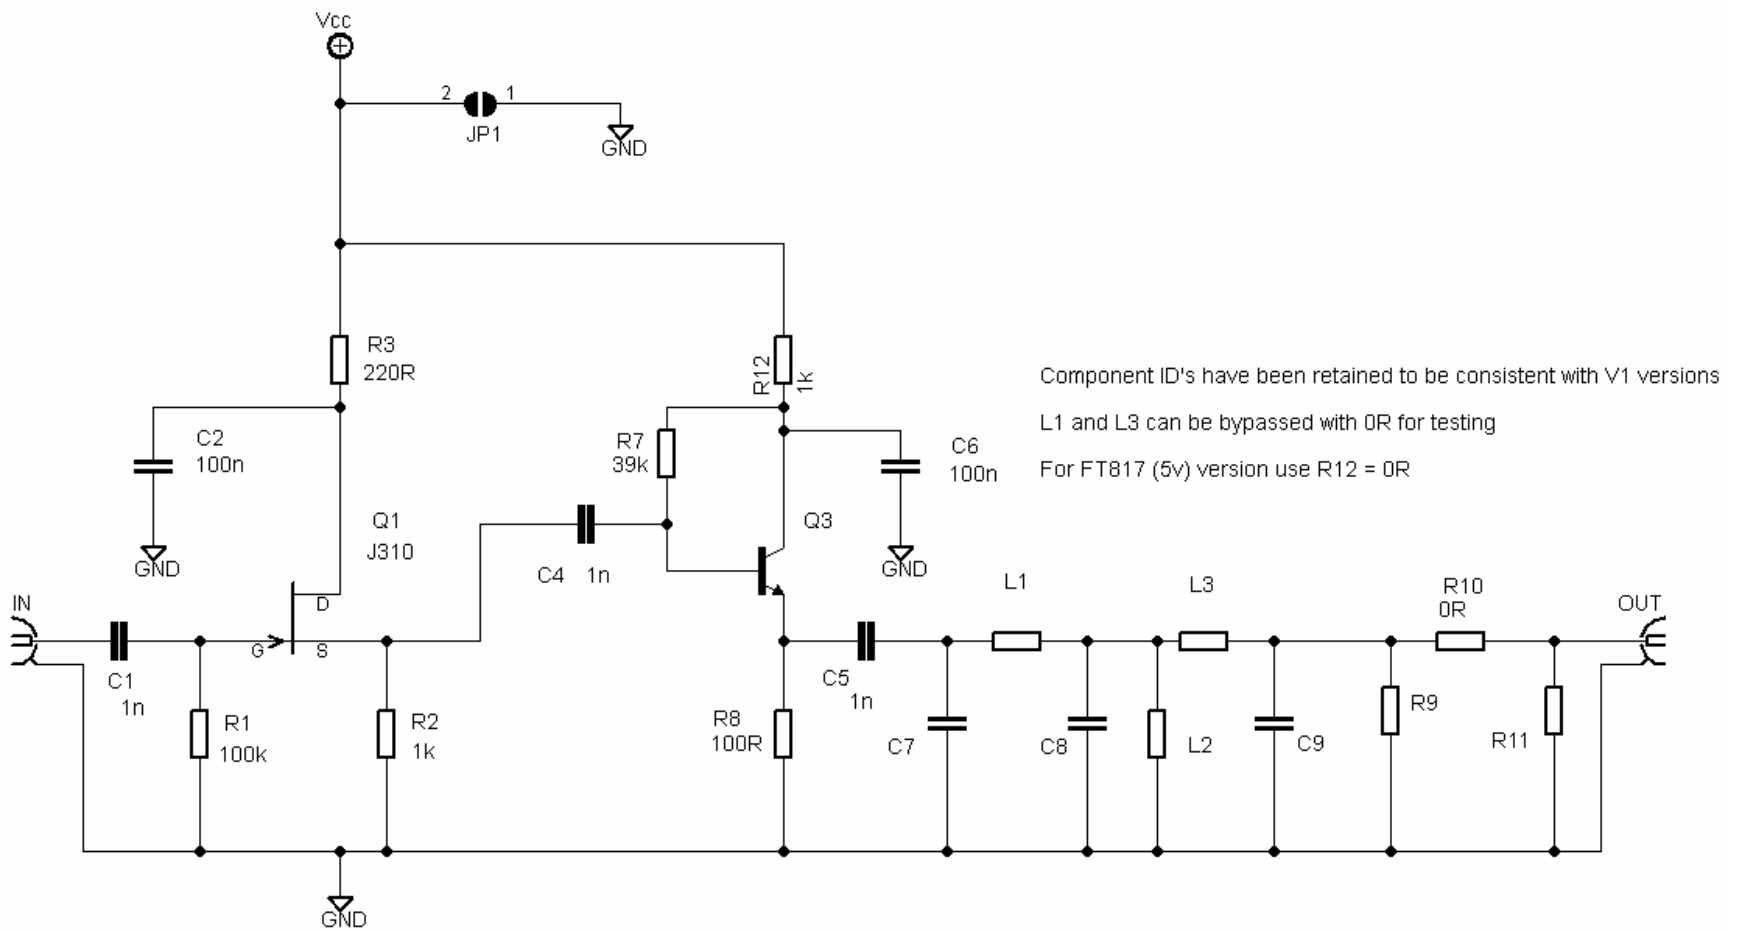 Vcc
2
1
JP1
GND
R3
220R
R12
1k
Component ID's have been retained to be consistent with V1 versions
L1 and L3 can be bypassed with 0R for testing
For FT817 (5v) version use R12 = 0R
C2
100n
R7
39k
C6
100n
Q1
J310
Q3
GND
C4
1n
GND
L1
L3
R10
0R
IN
D
G
S
OUT
C1
1n
C5
1n
R1
100k
R2
1k
R8
100R
C7
C8
L2
C9
R9
R11
GND